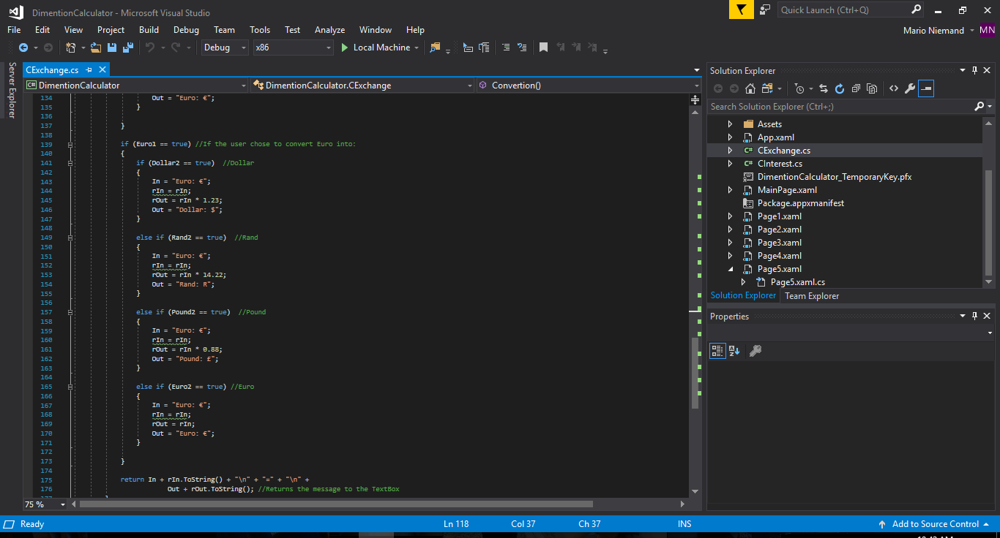 DimentionCalculator - Microsoft Visual Studio
Quick Launch (Ctrl+Q)
File Edit View Project Build Debug Team Tools Test Analyze Window Help
Mario Niemand MN
Debug x86 Local Machine
Server Explorer
CExchange.cs
DimentionCalculator DimentionCalculator.CExchange Convertion()
134 Out = "Euro: €";
135 }
136
137 }
138
139 if (Euro1 == true) //If the user chose to convert Euro into:
140 {
141 if (Dollar2 == true) //Dollar
142 {
143 In = "Euro: €";
144 rIn = rIn;
145 rOut = rIn * 1.23;
146 Out = "Dollar: $";
147 }
148
149 else if (Rand2 == true) //Rand
150 {
151 In = "Euro: €";
152 rIn = rIn;
153 rOut = rIn * 14.22;
154 Out = "Rand: R";
155 }
156
157 else if (Pound2 == true) //Pound
158 {
159 In = "Euro: €";
160 rIn = rIn;
161 rOut = rIn * 0.88;
162 Out = "Pound: £";
163 }
164
165 else if (Euro2 == true) //Euro
166 {
167 In = "Euro: €";
168 rIn = rIn;
169 rOut = rIn;
170 Out = "Euro: €";
171 }
172
173 }
174
175 return In + rIn.ToString() + "\n" + "=" + "\n" +
176 Out + rOut.ToString(); //Returns the message to the TextBox
75 %
Solution Explorer
Search Solution Explorer (Ctrl+;)
Assets
App.xaml
C# CExchange.cs
C# CInterest.cs
DimentionCalculator_TemporaryKey.pfx
MainPage.xaml
Package.appxmanifest
Page1.xaml
Page2.xaml
Page3.xaml
Page4.xaml
Page5.xaml
Page5.xaml.cs
Solution Explorer Team Explorer
Properties
Ready Ln 118 Col 37 Ch 37 INS Add to Source Control